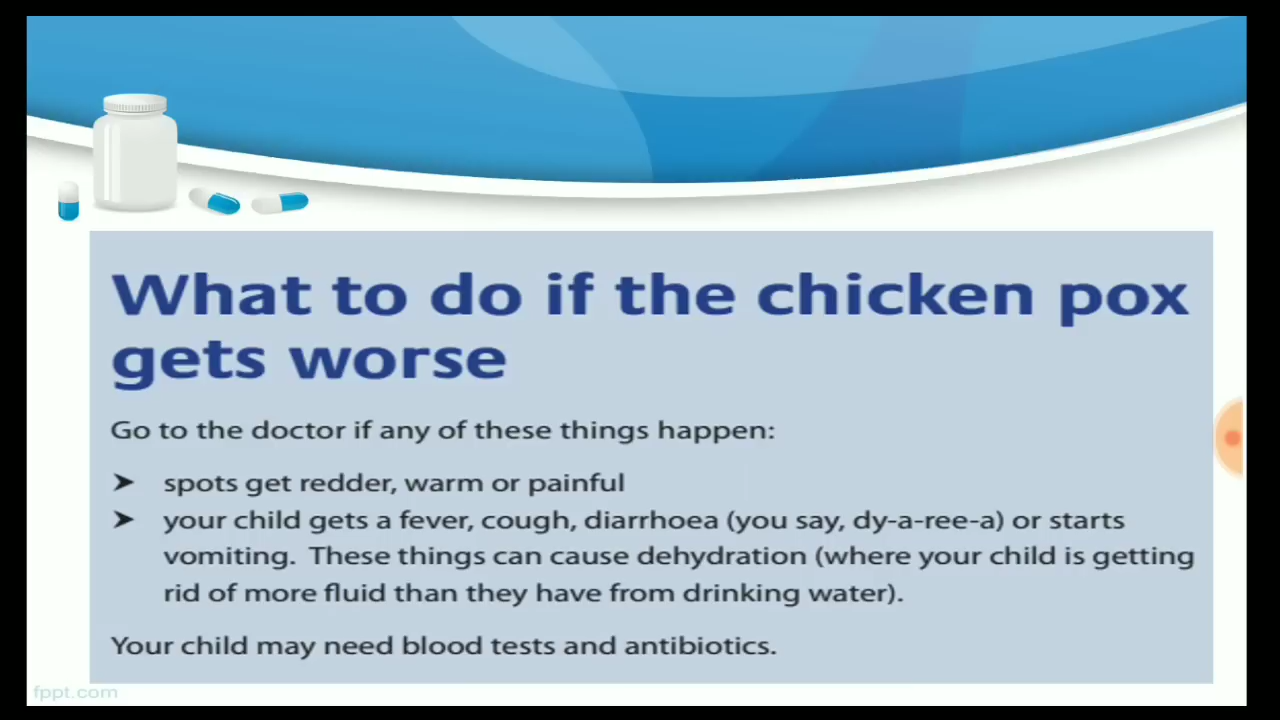 What to do if the chicken pox
gets worse
Go to the doctor if any of these things happen:
➤ spots get redder, warm or painful
➤ your child gets a fever, cough, diarrhoea (you say, dy-a-ree-a) or starts
vomiting. These things can cause dehydration (where your child is getting
rid of more fluid than they have from drinking water).
Your child may need blood tests and antibiotics.
fppt.com